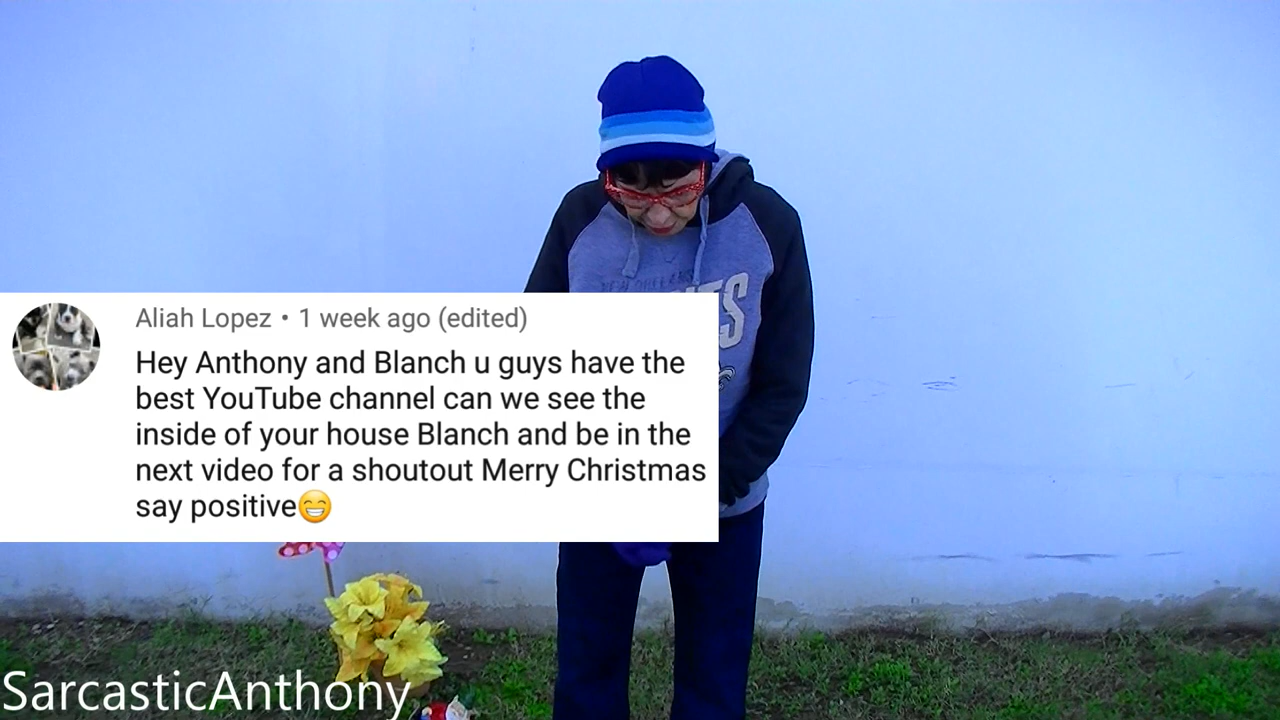 NEW ORLEANS
Aliah Lopez • 1 week ago (edited)
Hey Anthony and Blanch u guys have the
best YouTube channel can we see the
inside of your house Blanch and be in the
next video for a shoutout Merry Christmas
say positive😁
SarcasticAnthony